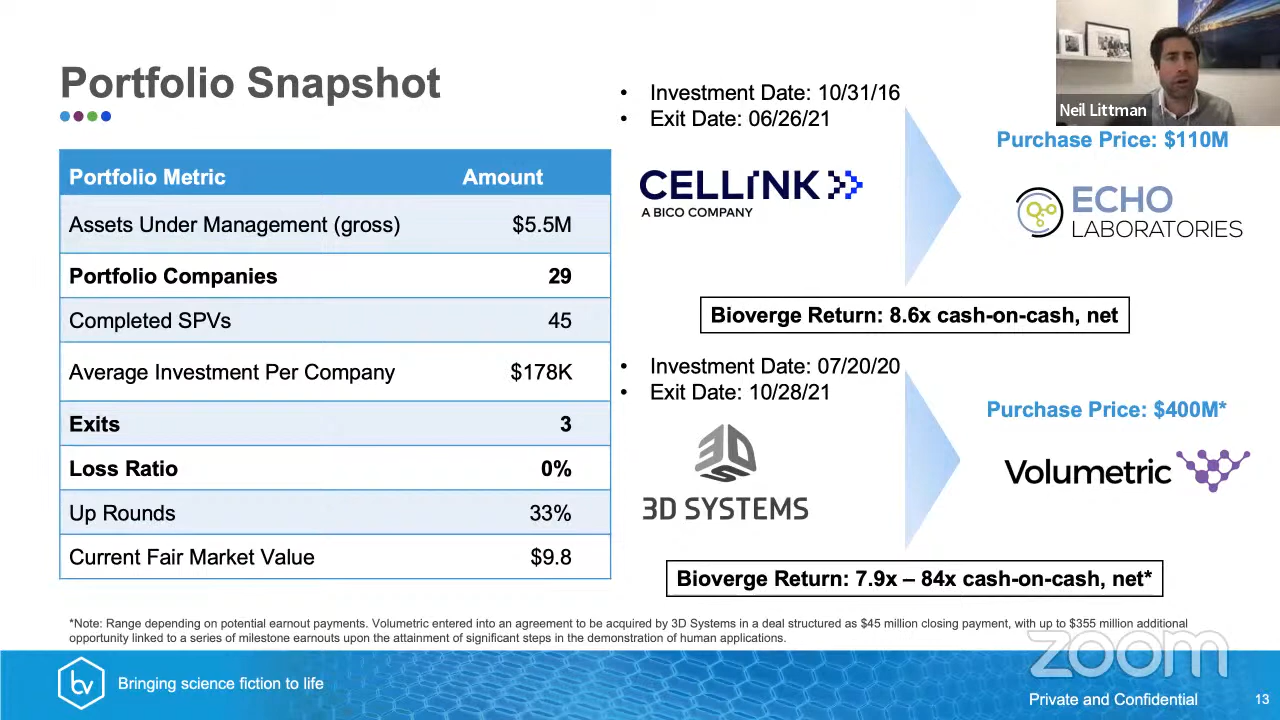 Portfolio Snapshot
Portfolio Metric Amount
Assets Under Management (gross) $5.5M
Portfolio Companies 29
Completed SPVs 45
Average Investment Per Company $178K
Exits 3
Loss Ratio 0%
Up Rounds 33%
Current Fair Market Value $9.8
• Investment Date: 10/31/16
• Exit Date: 06/26/21
Neil Littman
Purchase Price: $110M
CELLINK
A BICO COMPANY
ECHO
LABORATORIES
Bioverge Return: 8.6x cash-on-cash, net
• Investment Date: 07/20/20
• Exit Date: 10/28/21
Purchase Price: $400M*
3D
S
3D SYSTEMS
Volumetric
Bioverge Return: 7.9x – 84x cash-on-cash, net*
*Note: Range depending on potential earnout payments. Volumetric entered into an agreement to be acquired by 3D Systems in a deal structured as $45 million closing payment, with up to $355 million additional
opportunity linked to a series of milestone earnouts upon the attainment of significant steps in the demonstration of human applications.
zoom
bv
Bringing science fiction to life
Private and Confidential 13